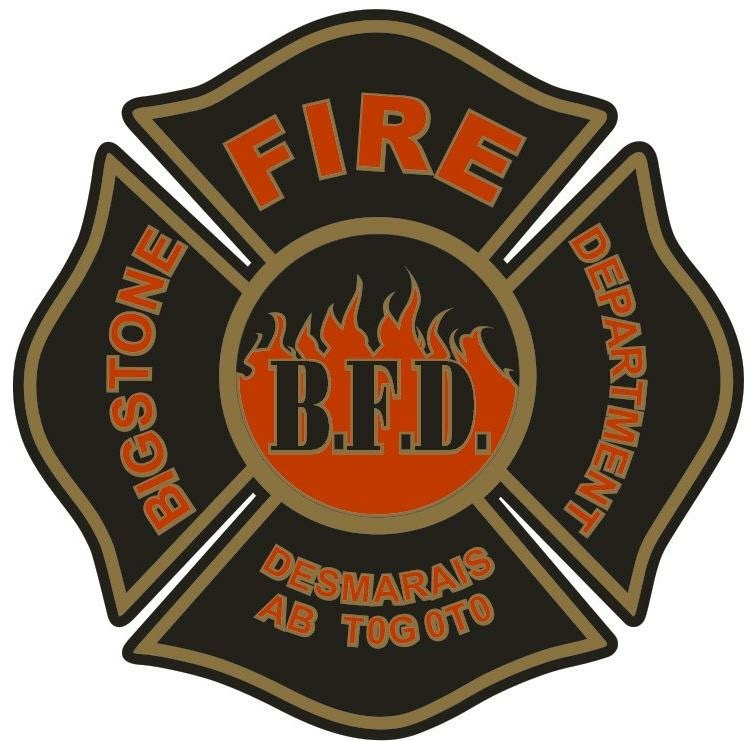 FIRE
BIGSTONE
DEPARTMENT
B.F.D.
DESMARAIS
AB T0G 0T0